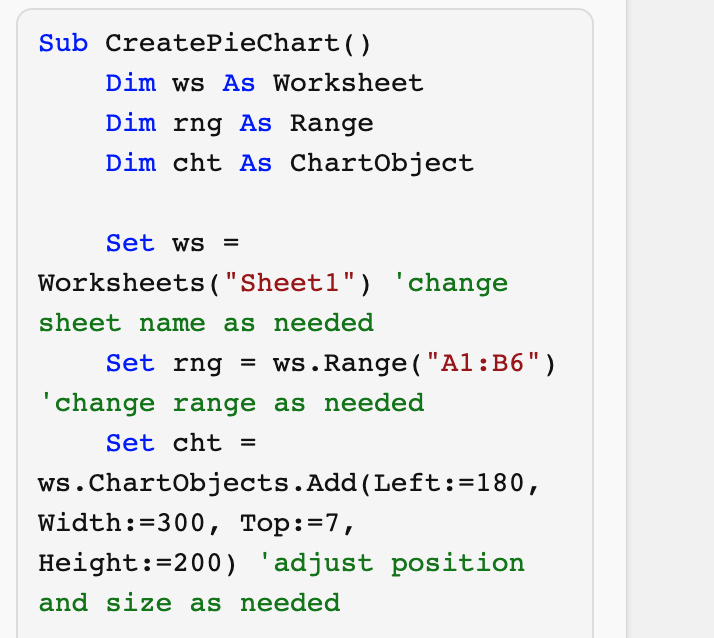 Sub CreatePieChart()
    Dim ws As Worksheet
    Dim rng As Range
    Dim cht As ChartObject

    Set ws =
Worksheets("Sheet1") 'change
sheet name as needed
    Set rng = ws.Range("A1:B6")
'change range as needed
    Set cht =
ws.ChartObjects.Add(Left:=180,
Width:=300, Top:=7,
Height:=200) 'adjust position
and size as needed